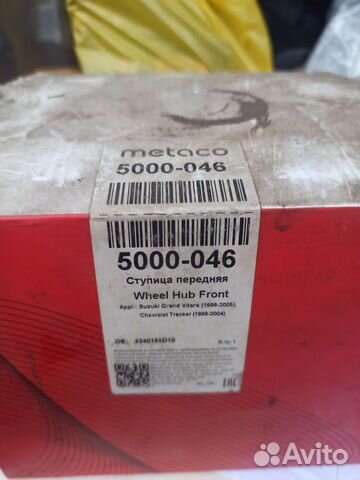 metaco
5000-046
5000-046
Ступица передняя
Wheel Hub Front
Appl.: Suzuki Grand Vitara (1998-2005),
Chevrolet Tracker (1998-2004)
OE: 4340165D10
EAC
Avito